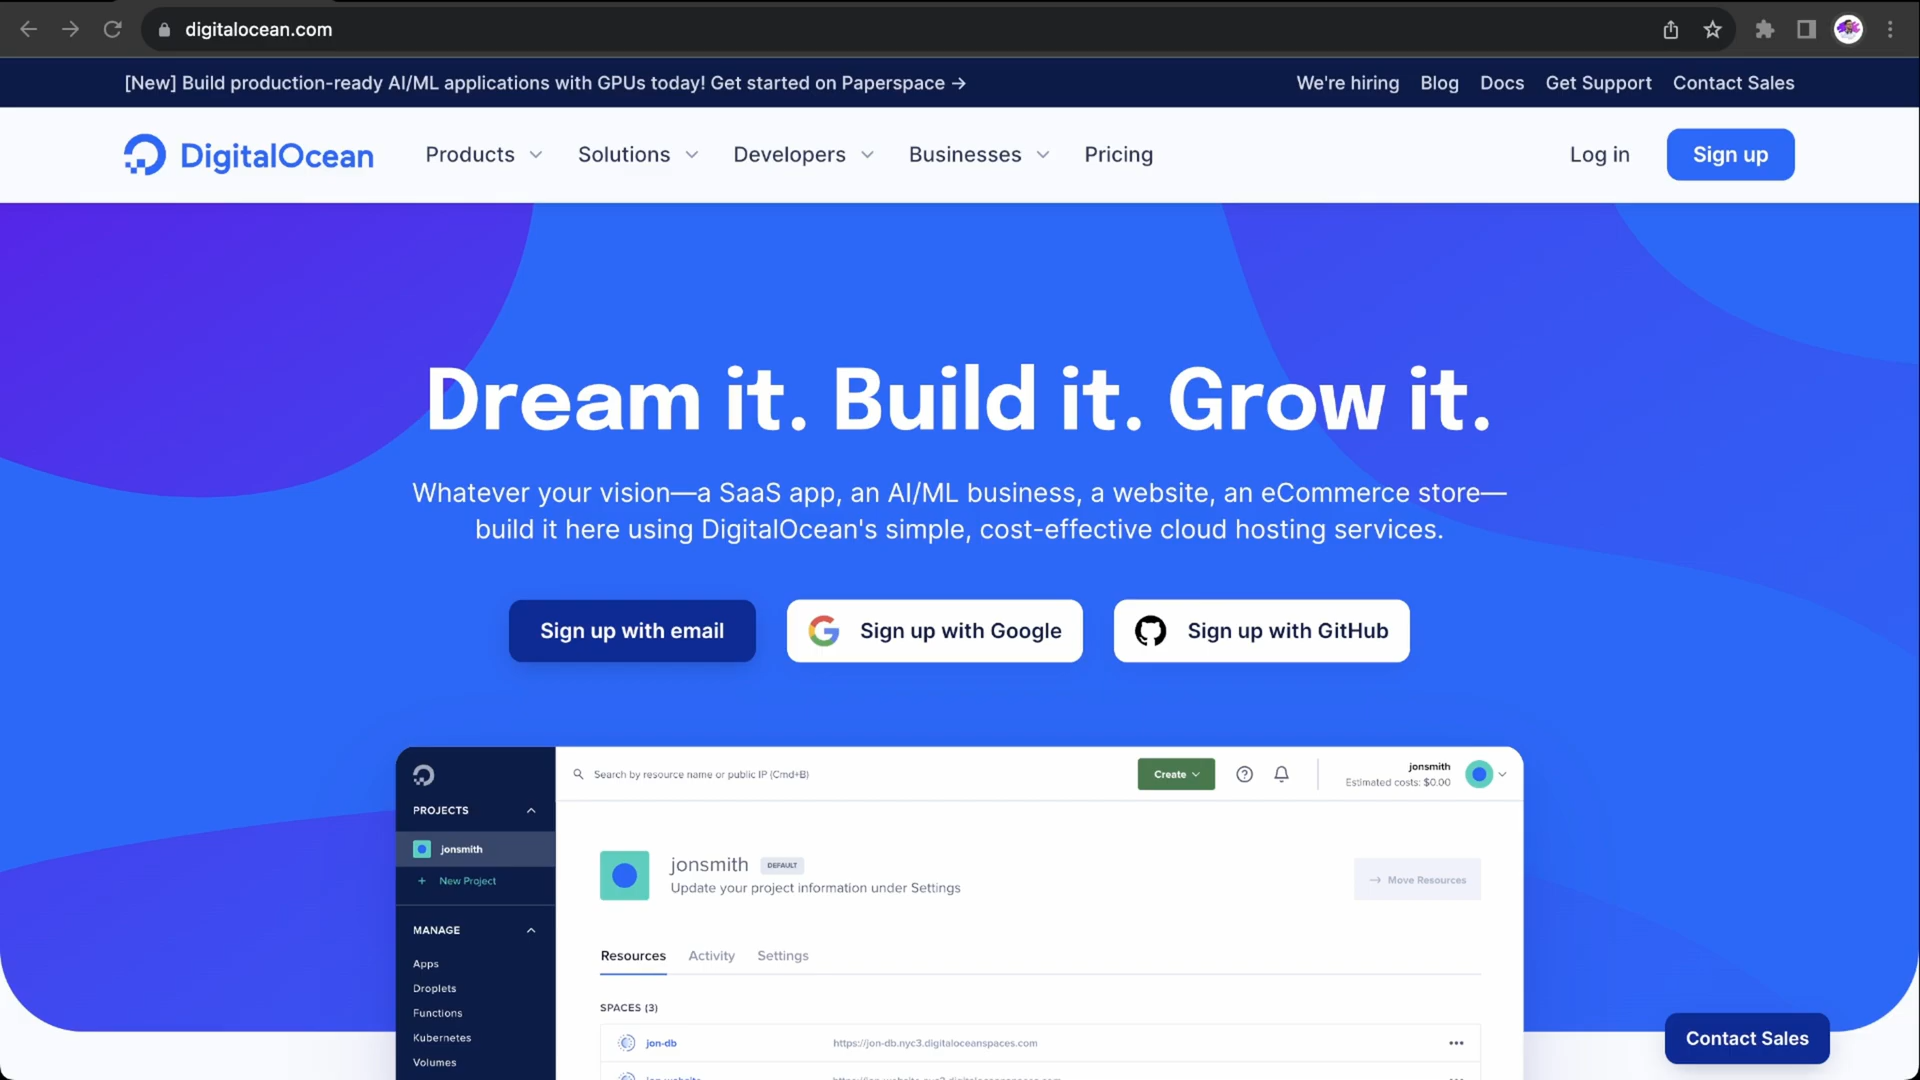 digitalocean.com
[New] Build production-ready AI/ML applications with GPUs today! Get started on Paperspace →
We're hiring Blog Docs Get Support Contact Sales
DigitalOcean Products Solutions Developers Businesses Pricing Log in Sign up
Dream it. Build it. Grow it.
Whatever your vision—a SaaS app, an AI/ML business, a website, an eCommerce store—
build it here using DigitalOcean's simple, cost-effective cloud hosting services.
Sign up with email
Sign up with Google
Sign up with GitHub
PROJECTS
jonsmith
+ New Project
MANAGE
Apps
Droplets
Functions
Kubernetes
Volumes
Search by resource name or public IP (Cmd+B)
Create
jonsmith
Estimated costs: $0.00
jonsmith DEFAULT
Update your project information under Settings
→ Move Resources
Resources Activity Settings
SPACES (3)
jon-db https://jon-db.nyc3.digitaloceanspaces.com
Contact Sales